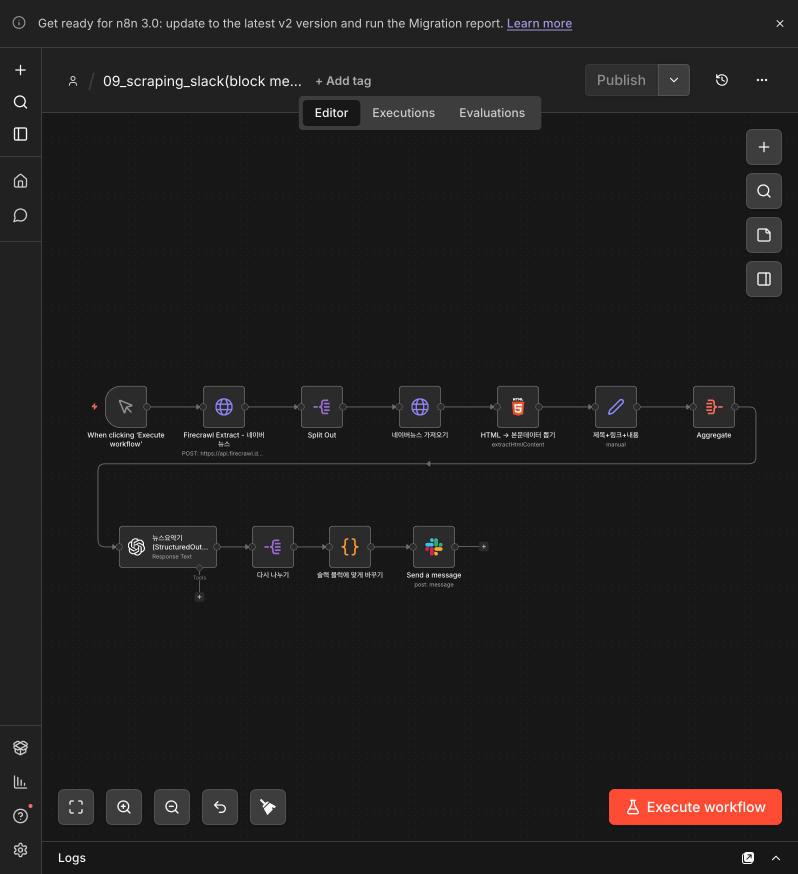 Get ready for n8n 3.0: update to the latest v2 version and run the Migration report. Learn more
09_scraping_slack(block me...
+ Add tag
Publish
Editor
Executions
Evaluations
When clicking 'Execute
workflow'
Firecrawl Extract - 네이버
뉴스
POST: https://api.firecrawl.d...
Split Out
네이버뉴스 가져오기
HTML
HTML → 본문데이터 뽑기
extractHtmlContent
제목+링크+내용
manual
Aggregate
뉴스요약기
(StructuredOut...
Response Text
Tools
다시 나누기
슬랙 블럭에 맞게 바꾸기
Send a message
post: message
Execute workflow
Logs